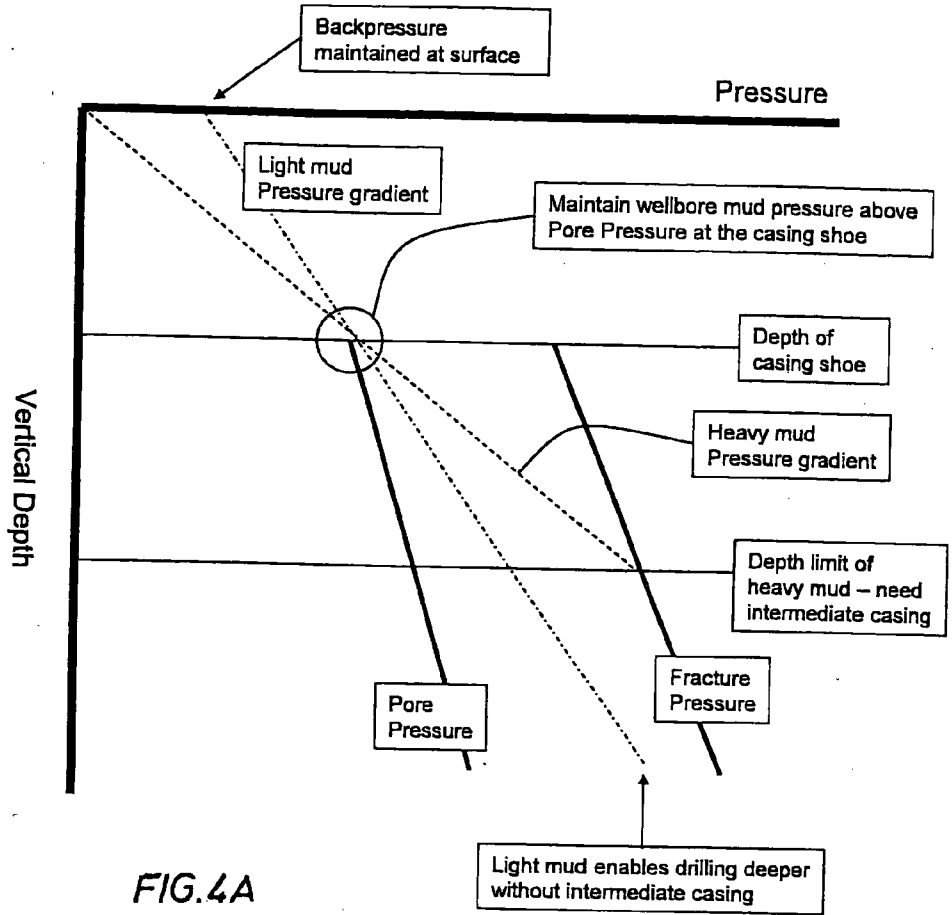 Backpressure
maintained at surface
Pressure
Light mud
Pressure gradient
Maintain wellbore mud pressure above
Pore Pressure at the casing shoe
Depth of
casing shoe
Vertical Depth
Heavy mud
Pressure gradient
Depth limit of
heavy mud – need
intermediate casing
Fracture
Pressure
Pore
Pressure
Light mud enables drilling deeper
without intermediate casing
FIG.4A